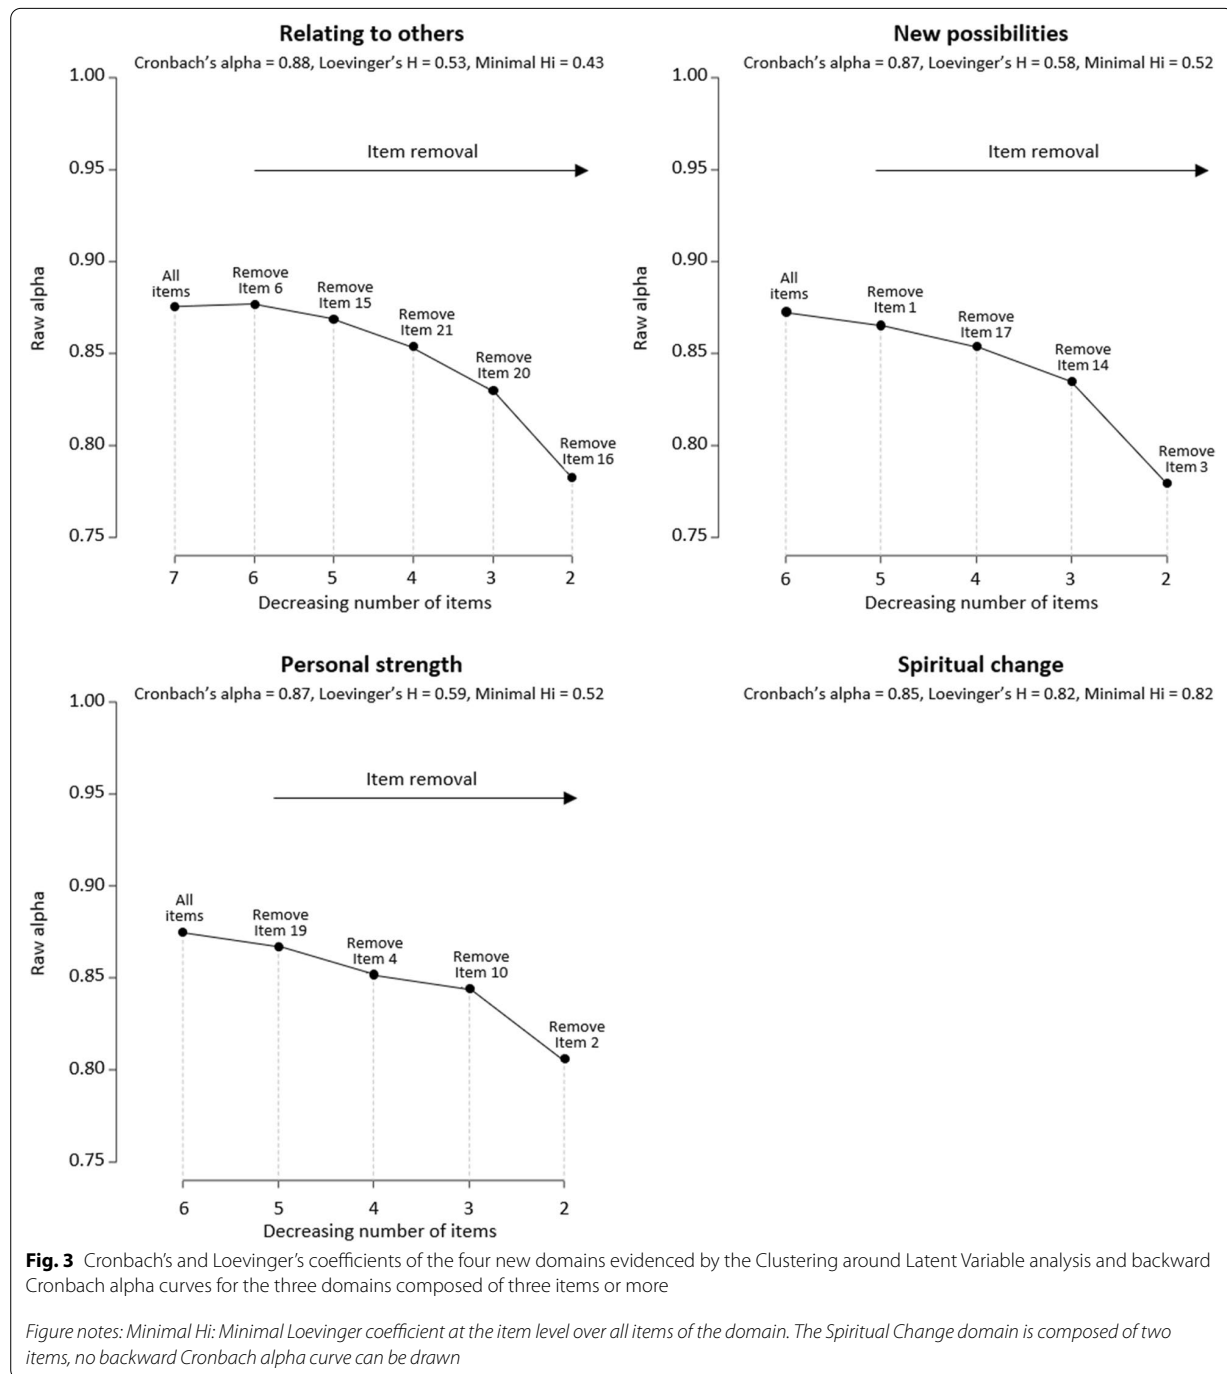 Relating to others
Cronbach's alpha = 0.88, Loevinger's H = 0.53, Minimal Hi = 0.43
1.00
0.95
0.90
0.85
0.80
0.75
Raw alpha
Item removal
All
items
Remove
Item 6
Remove
Item 15
Remove
Item 21
Remove
Item 20
Remove
Item 16
7 6 5 4 3 2
Decreasing number of items
New possibilities
Cronbach's alpha = 0.87, Loevinger's H = 0.58, Minimal Hi = 0.52
1.00
0.95
0.90
0.85
0.80
0.75
Raw alpha
Item removal
All
items
Remove
Item 1
Remove
Item 17
Remove
Item 14
Remove
Item 3
6 5 4 3 2
Decreasing number of items
Personal strength
Cronbach's alpha = 0.87, Loevinger's H = 0.59, Minimal Hi = 0.52
1.00
0.95
0.90
0.85
0.80
0.75
Raw alpha
Item removal
All
items
Remove
Item 19
Remove
Item 4
Remove
Item 10
Remove
Item 2
6 5 4 3 2
Decreasing number of items
Spiritual change
Cronbach's alpha = 0.85, Loevinger's H = 0.82, Minimal Hi = 0.82
Fig. 3 Cronbach's and Loevinger's coefficients of the four new domains evidenced by the Clustering around Latent Variable analysis and backward
Cronbach alpha curves for the three domains composed of three items or more
Figure notes: Minimal Hi: Minimal Loevinger coefficient at the item level over all items of the domain. The Spiritual Change domain is composed of two
items, no backward Cronbach alpha curve can be drawn